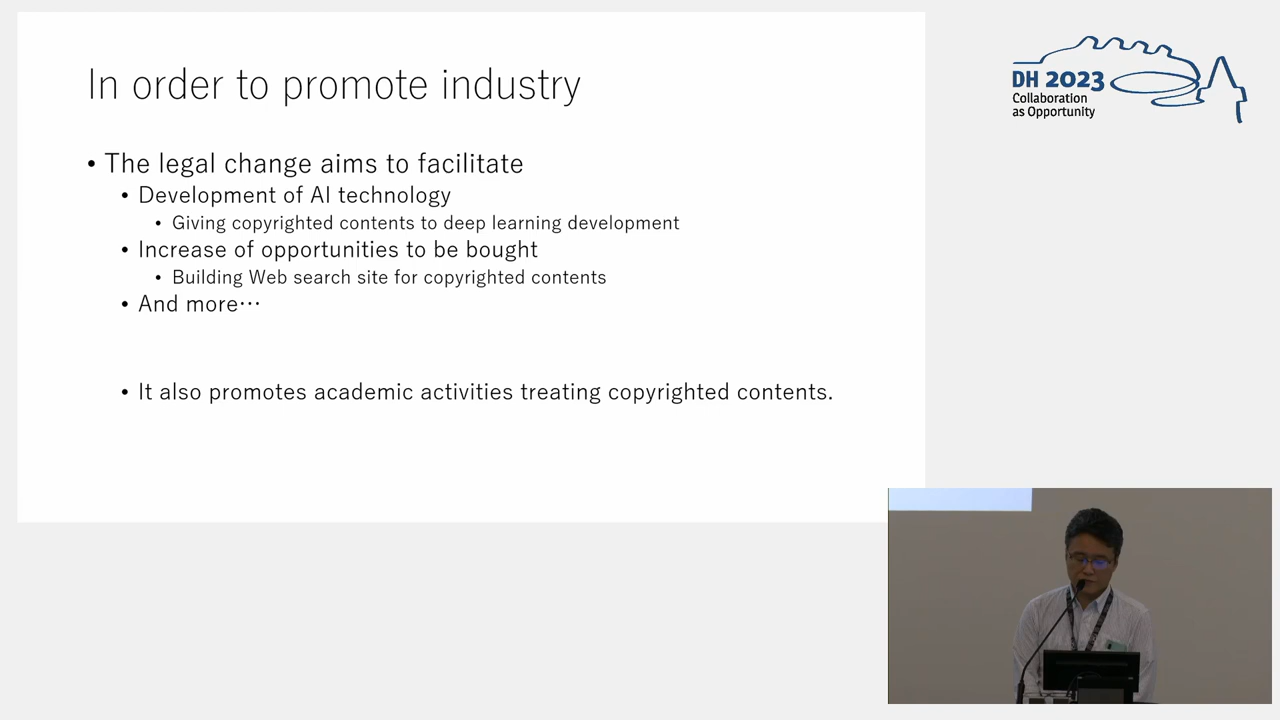 In order to promote industry
• The legal change aims to facilitate
• Development of AI technology
• Giving copyrighted contents to deep learning development
• Increase of opportunities to be bought
• Building Web search site for copyrighted contents
• And more…
• It also promotes academic activities treating copyrighted contents.
DH 2023
Collaboration
as Opportunity